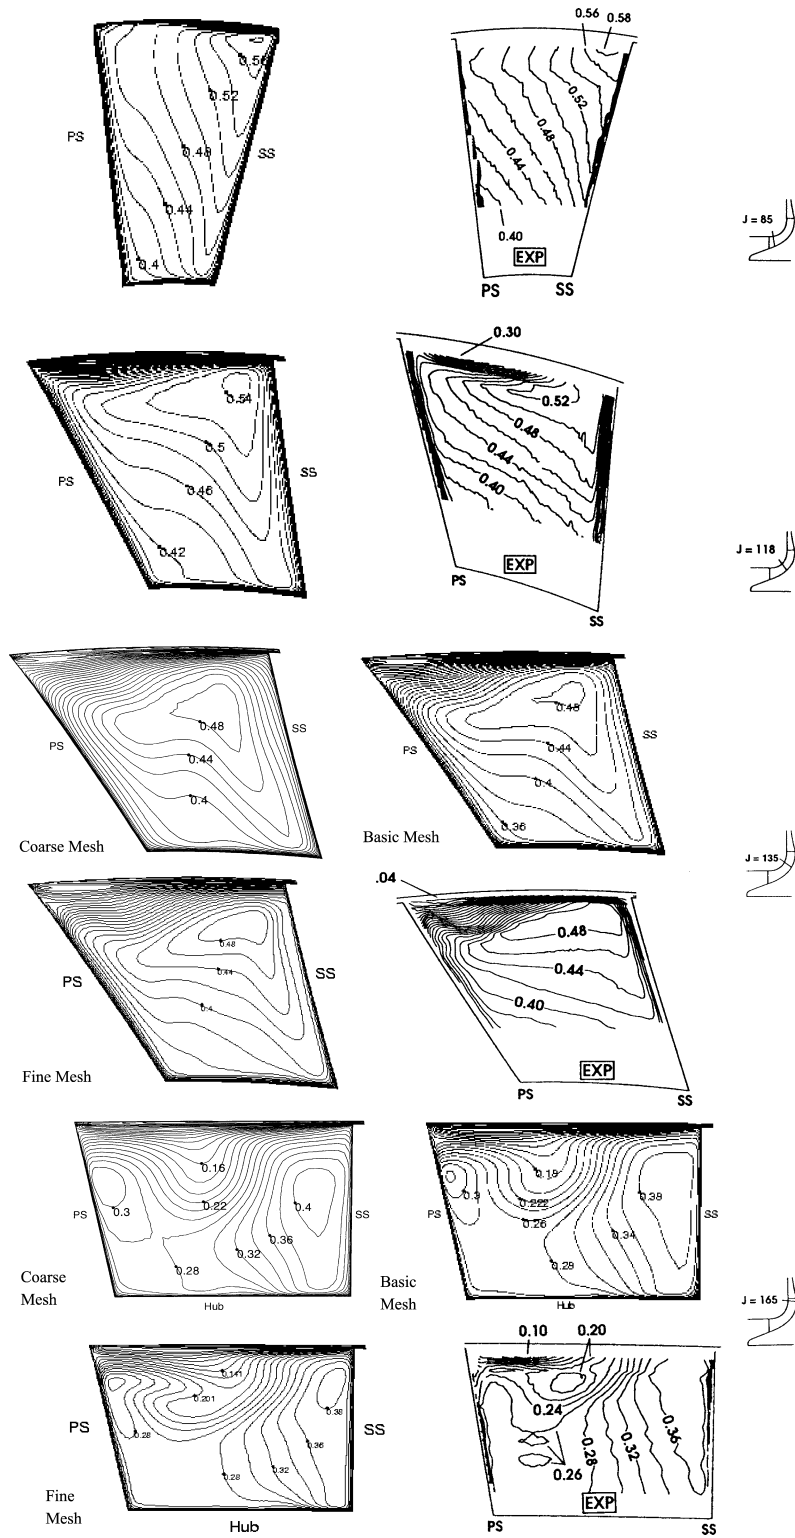 0.56
0.58
0.52
PS
0.48
SS
0.44
0.4
0.52
0.48
0.44
0.40
EXP
PS
SS
J = 85
0.54
0.5
PS
SS
0.46
0.42
0.30
0.52
0.48
0.44
0.40
EXP
PS
SS
J = 118
0.48
SS
PS
0.44
0.4
Coarse Mesh
0.48
SS
PS
0.44
0.4
0.36
Basic Mesh
J = 135
0.48
0.44
PS
SS
0.4
Fine Mesh
.04
0.48
0.44
0.40
EXP
PS
SS
0.16
0.3
0.22
0.4
PS
SS
0.36
0.32
0.28
Coarse
Mesh
Hub
0.3
0.38
0.222
PS
SS
0.26
0.34
0.28
Basic
Mesh
Hub
J = 165
0.141
0.201
0.38
PS
SS
0.28
0.36
0.32
0.28
Fine
Mesh
Hub
0.10
0.20
0.24
0.28
0.32
0.36
0.26
EXP
PS
SS